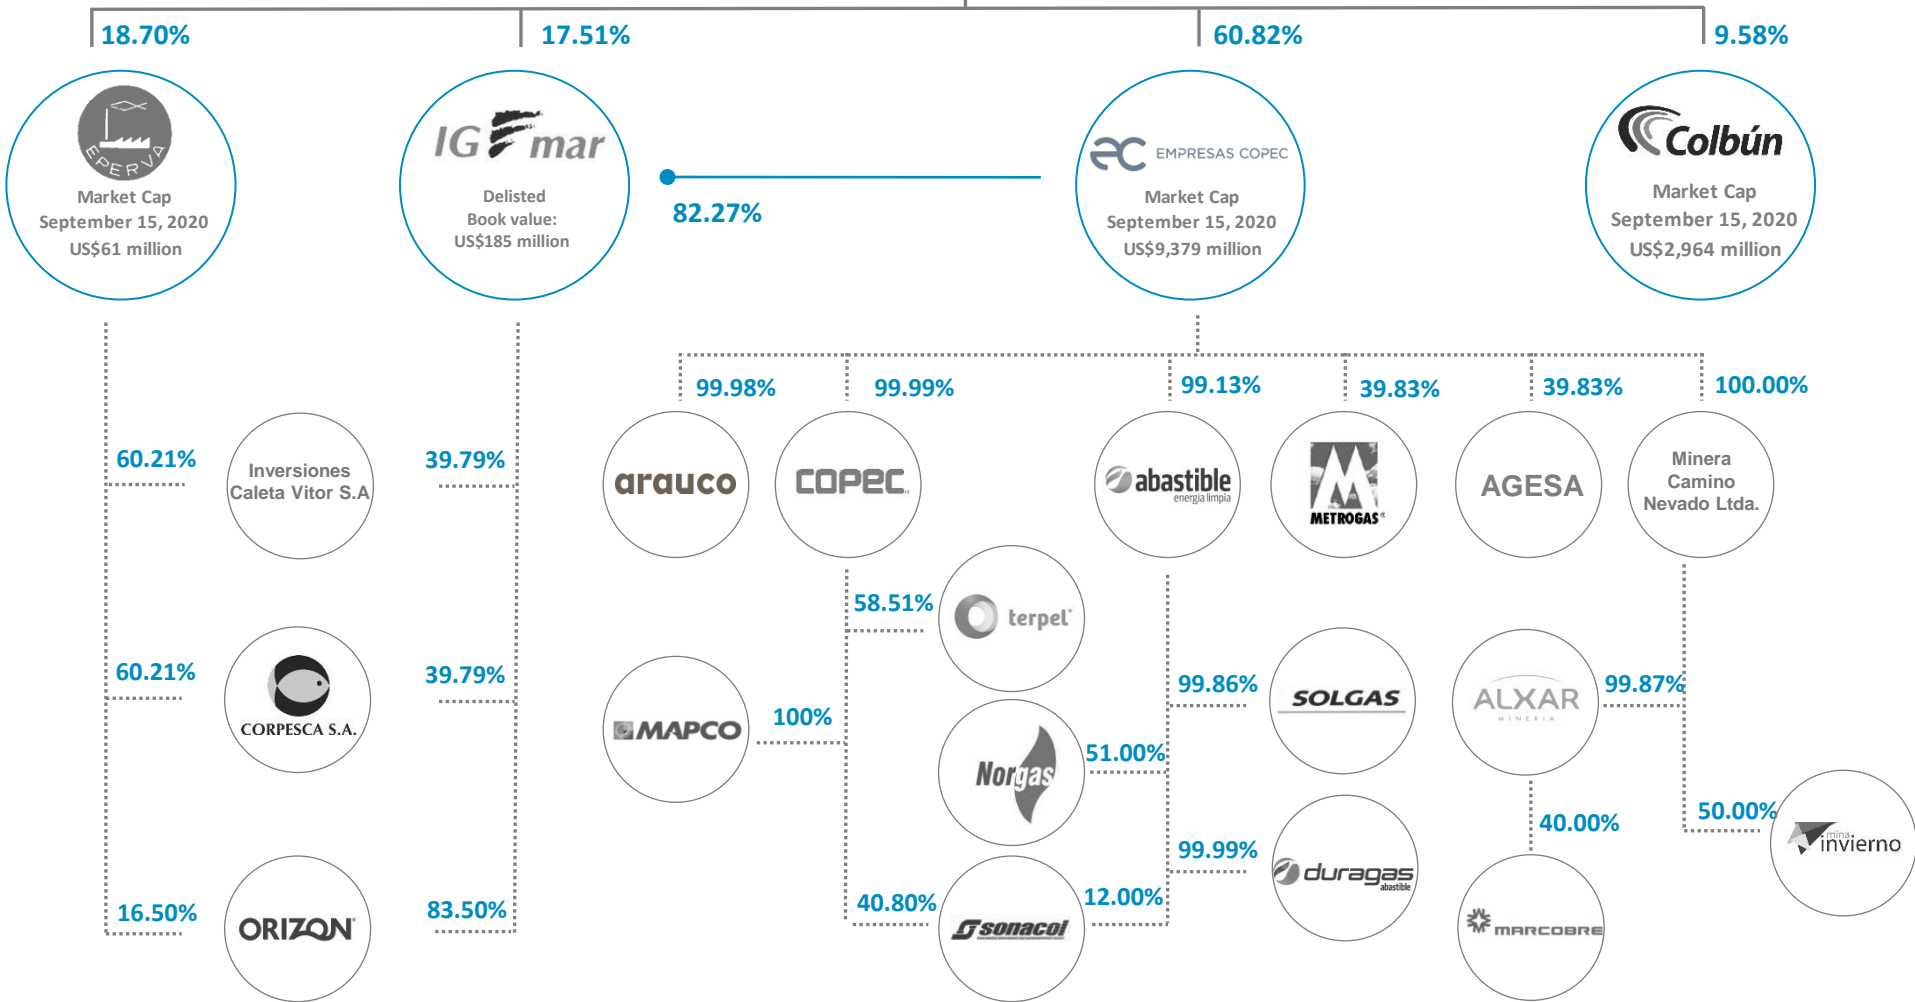 18.70%
17.51%
60.82%
9.58%
EPERVA
Market Cap
September 15, 2020
US$61 million
IG mar
Delisted
Book value:
US$185 million
82.27%
EMPRESAS COPEC
Market Cap
September 15, 2020
US$9,379 million
Colbún
Market Cap
September 15, 2020
US$2,964 million
99.98%
99.99%
99.13%
39.83%
39.83%
100.00%
60.21%
Inversiones
Caleta Vitor S.A
39.79%
arauco
COPEC
abastible
energía limpia
METROGAS
AGESA
Minera
Camino
Nevado Ltda.
58.51%
terpel
60.21%
CORPESCA S.A.
39.79%
MAPCO
100%
Norgas
51.00%
99.86%
SOLGAS
ALXAR
MINERIA
99.87%
40.00%
50.00%
mina
invierno
16.50%
ORIZON
83.50%
40.80%
sonacol
12.00%
99.99%
duragas
abastible
MARCOBRE